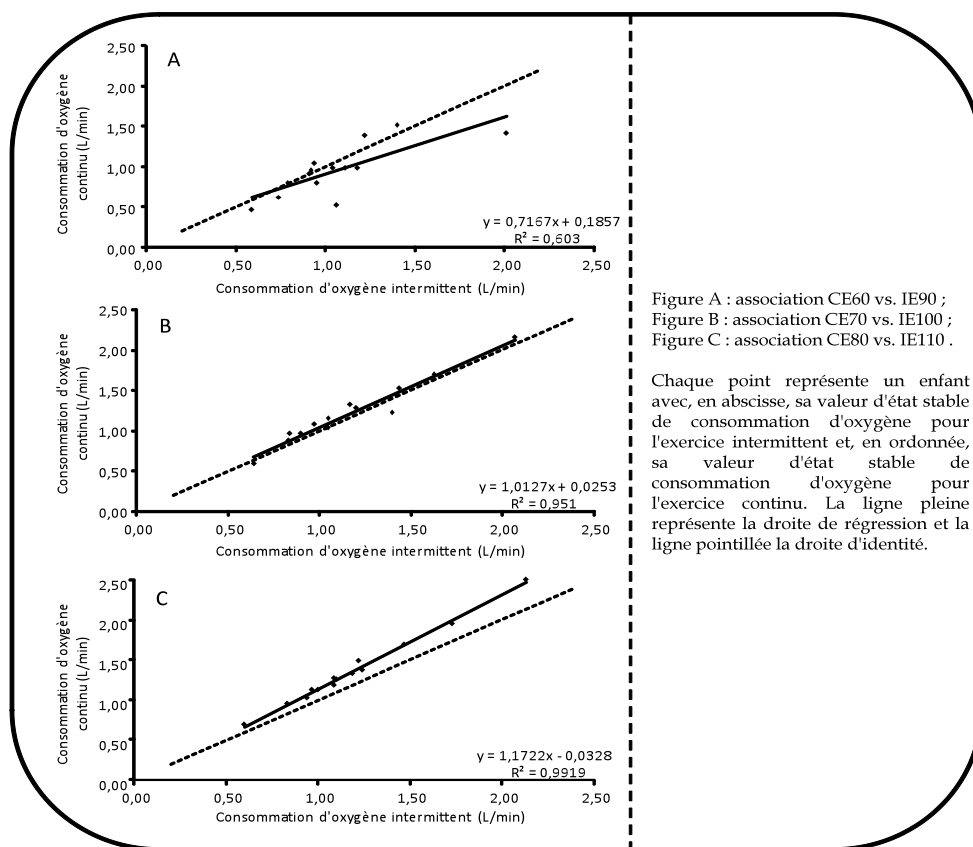 A
Consommation d'oxygène
continu (L/min)
2,50
2,00
1,50
1,00
0,50
0,00
y = 0,7167x + 0,1857
R² = 0,603
0,00 0,50 1,00 1,50 2,00 2,50
Consommation d'oxygène intermittent (L/min)
B
Consommation d'oxygène
continu (L/min)
2,50
2,00
1,50
1,00
0,50
0,00
y = 1,0127x + 0,0253
R² = 0,951
0,00 0,50 1,00 1,50 2,00 2,50
Consommation d'oxygène intermittent (L/min)
C
Consommation d'oxygène
continu (L/min)
2,50
2,00
1,50
1,00
0,50
0,00
y = 1,1722x - 0,0328
R² = 0,9919
0,00 0,50 1,00 1,50 2,00 2,50
Consommation d'oxygène intermittent (L/min)
Figure A : association CE60 vs. IE90 ;
Figure B : association CE70 vs. IE100 ;
Figure C : association CE80 vs. IE110 .
Chaque point représente un enfant
avec, en abscisse, sa valeur d'état stable
de consommation d'oxygène pour
l'exercice intermittent et, en ordonnée,
sa valeur d'état stable de
consommation d'oxygène pour
l'exercice continu. La ligne pleine
représente la droite de régression et la
ligne pointillée la droite d'identité.